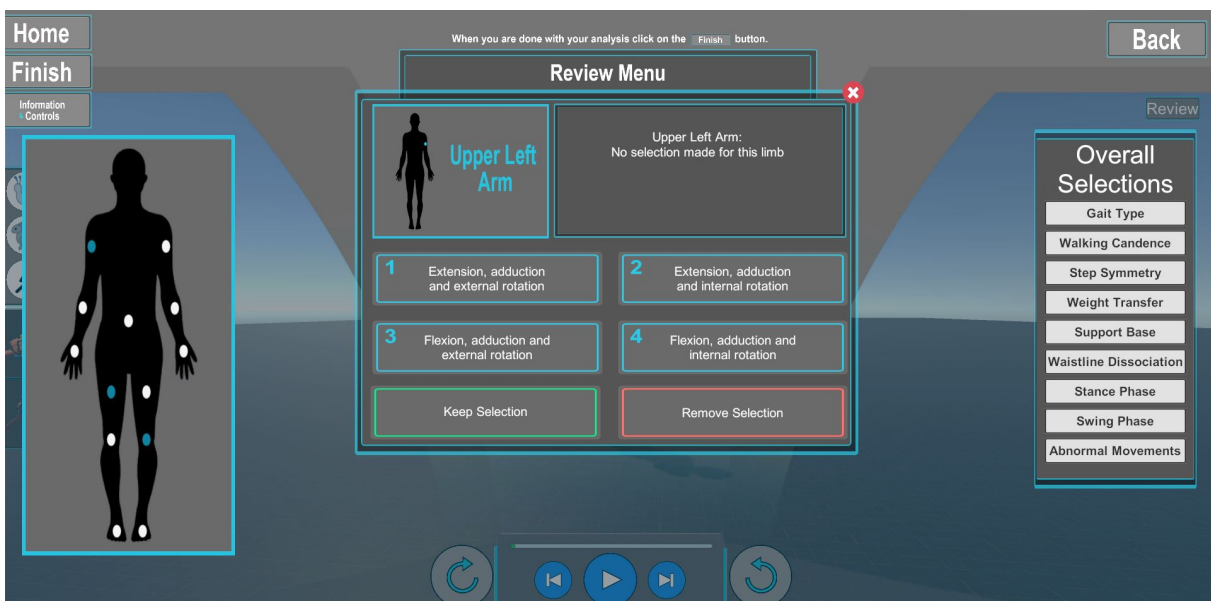 Home
Finish
Information
& Controls
When you are done with your analysis click on the Finish button.
Review Menu
Back
Review
Upper Left
Arm
Upper Left Arm:
No selection made for this limb
1
Extension, adduction
and external rotation
2
Extension, adduction
and internal rotation
3
Flexion, adduction and
external rotation
4
Flexion, adduction and
internal rotation
Keep Selection
Remove Selection
Overall
Selections
Gait Type
Walking Candence
Step Symmetry
Weight Transfer
Support Base
Waistline Dissociation
Stance Phase
Swing Phase
Abnormal Movements